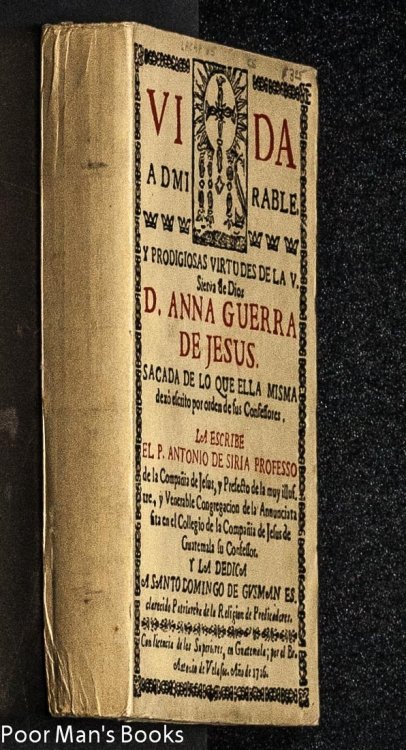 VI DA
ADMI RABLE
Y PRODIGIOSAS VIRTUDES DE LA V.
Sierva de Dios
D. ANNA GUERRA
DE JESUS.
SACADA DE LO QUE ELLA MISMA
dexò escrito por orden de sus Confessores.
LA ESCRIBE
EL P. ANTONIO DE SIRIA PROFESSO
de la Compañia de Jesus, y Prefecto de la muy illus,
tre, y Venerable Congregacion de la Annunciata
sita en el Collegio de la Compañia de Jesus de
Guatemala su Confessor.
Y LA DEDICA
A SANTO DOMINGO DE GUSMAN ES,
clarecido Patriarcha de la Religion de Predicadores.
Con licencia de los Superiores, en Guatemala; por el Br.
Antonio de Velasco. Año de 1716.
Poor Man's Books